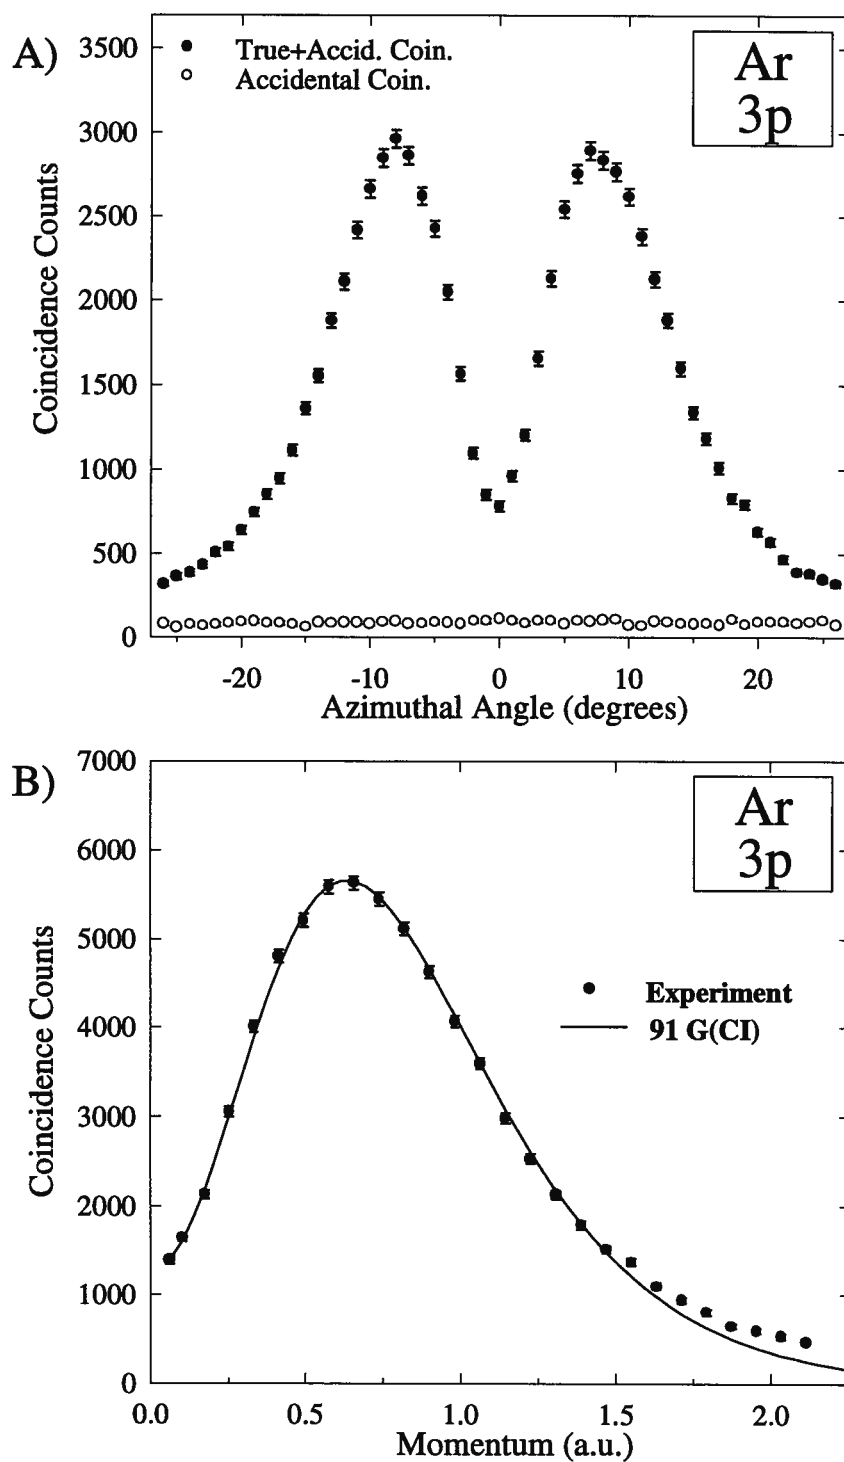 A)
3500
3000
2500
2000
1500
1000
500
0
Coincidence Counts
True+Accid. Coin.
Accidental Coin.
Ar
3p
-20 -10 0 10 20
Azimuthal Angle (degrees)
B)
7000
6000
5000
4000
3000
2000
1000
0
Coincidence Counts
Ar
3p
Experiment
91 G(CI)
0.0 0.5 1.0 1.5 2.0
Momentum (a.u.)